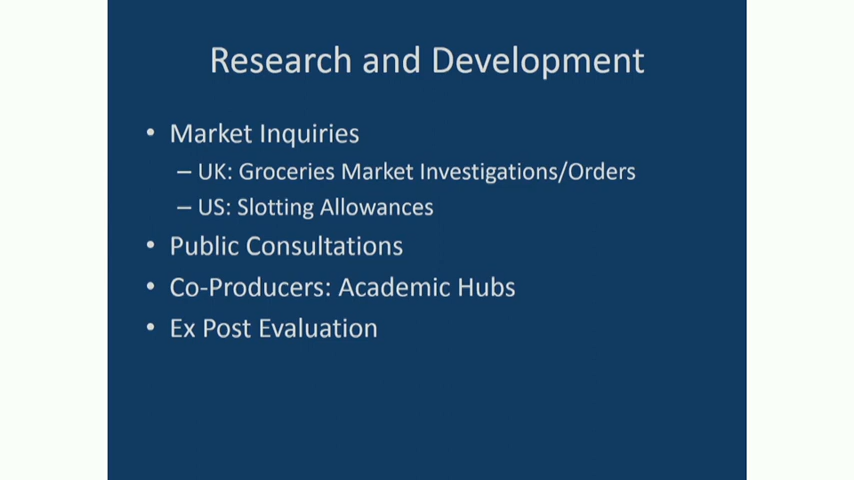 Research and Development
• Market Inquiries
– UK: Groceries Market Investigations/Orders
– US: Slotting Allowances
• Public Consultations
• Co-Producers: Academic Hubs
• Ex Post Evaluation